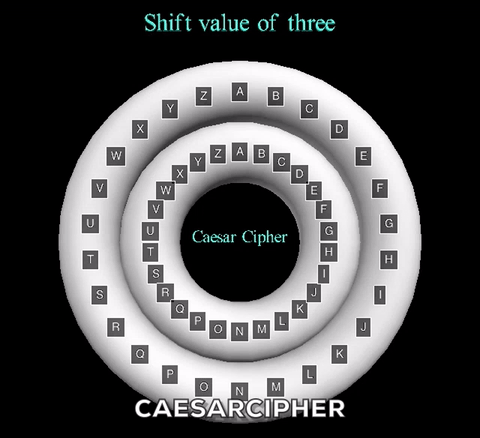 Shift value of three
A B C D E F G H I J K L M N O P Q R S T U V W X Y Z
A B C D E F G H I J K L M N O P Q R S T U V W X Y Z
Caesar Cipher
CAESARCIPHER